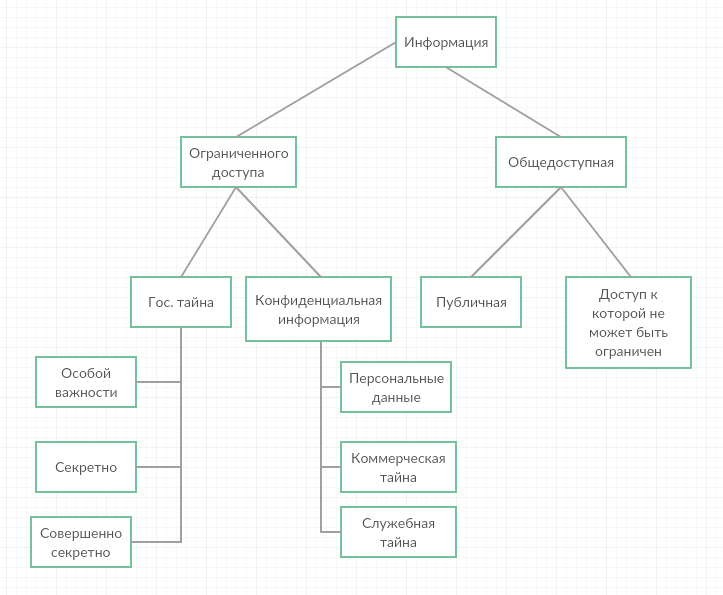 Информация
Ограниченного
доступа
Общедоступная
Гос. тайна
Конфиденциальная
информация
Публичная
Доступ к
которой не
может быть
ограничен
Особой
важности
Персональные
данные
Секретно
Коммерческая
тайна
Совершенно
секретно
Служебная
тайна